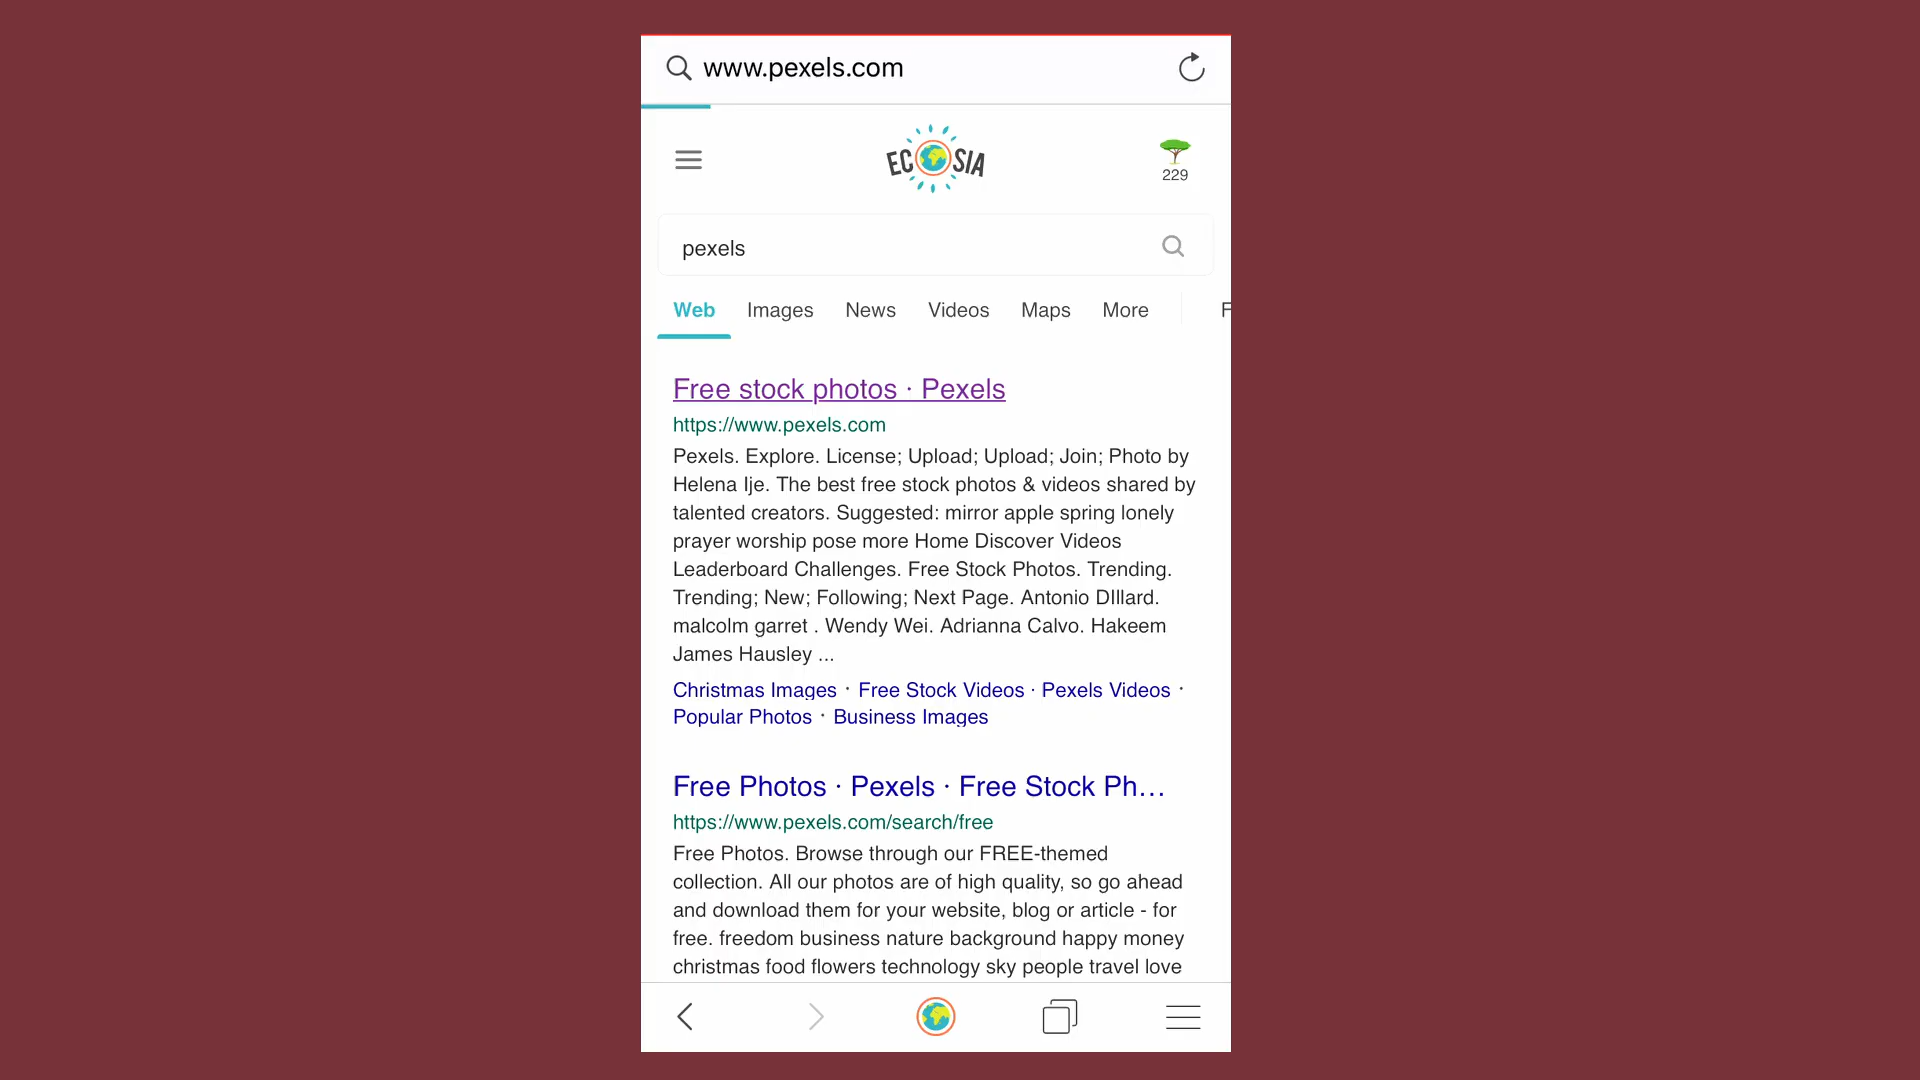 www.pexels.com
ECOSIA
229
pexels
Web Images News Videos Maps More F
Free stock photos · Pexels
https://www.pexels.com
Pexels. Explore. License; Upload; Upload; Join; Photo by
Helena Ije. The best free stock photos & videos shared by
talented creators. Suggested: mirror apple spring lonely
prayer worship pose more Home Discover Videos
Leaderboard Challenges. Free Stock Photos. Trending.
Trending; New; Following; Next Page. Antonio DIllard.
malcolm garret . Wendy Wei. Adrianna Calvo. Hakeem
James Hausley ...
Christmas Images · Free Stock Videos · Pexels Videos ·
Popular Photos · Business Images
Free Photos · Pexels · Free Stock Ph...
https://www.pexels.com/search/free
Free Photos. Browse through our FREE-themed
collection. All our photos are of high quality, so go ahead
and download them for your website, blog or article - for
free. freedom business nature background happy money
christmas food flowers technology sky people travel love